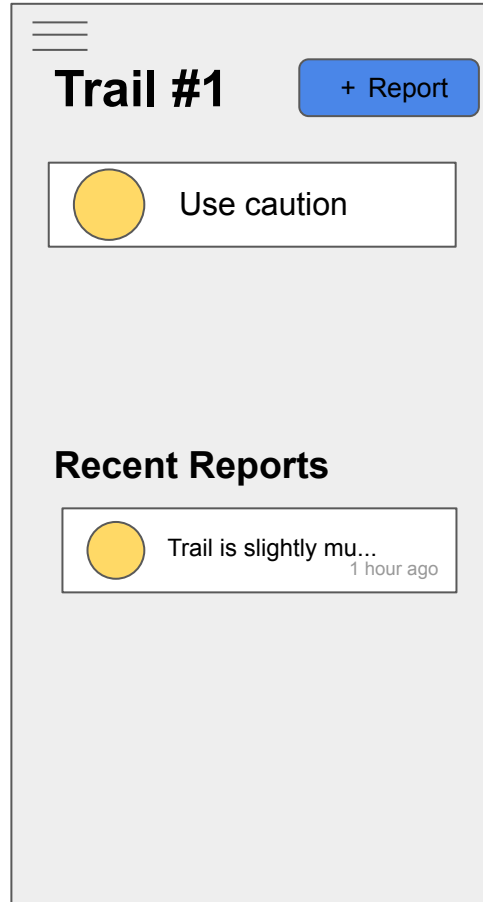 Trail #1
+ Report
Use caution
Recent Reports
Trail is slightly mu...
1 hour ago